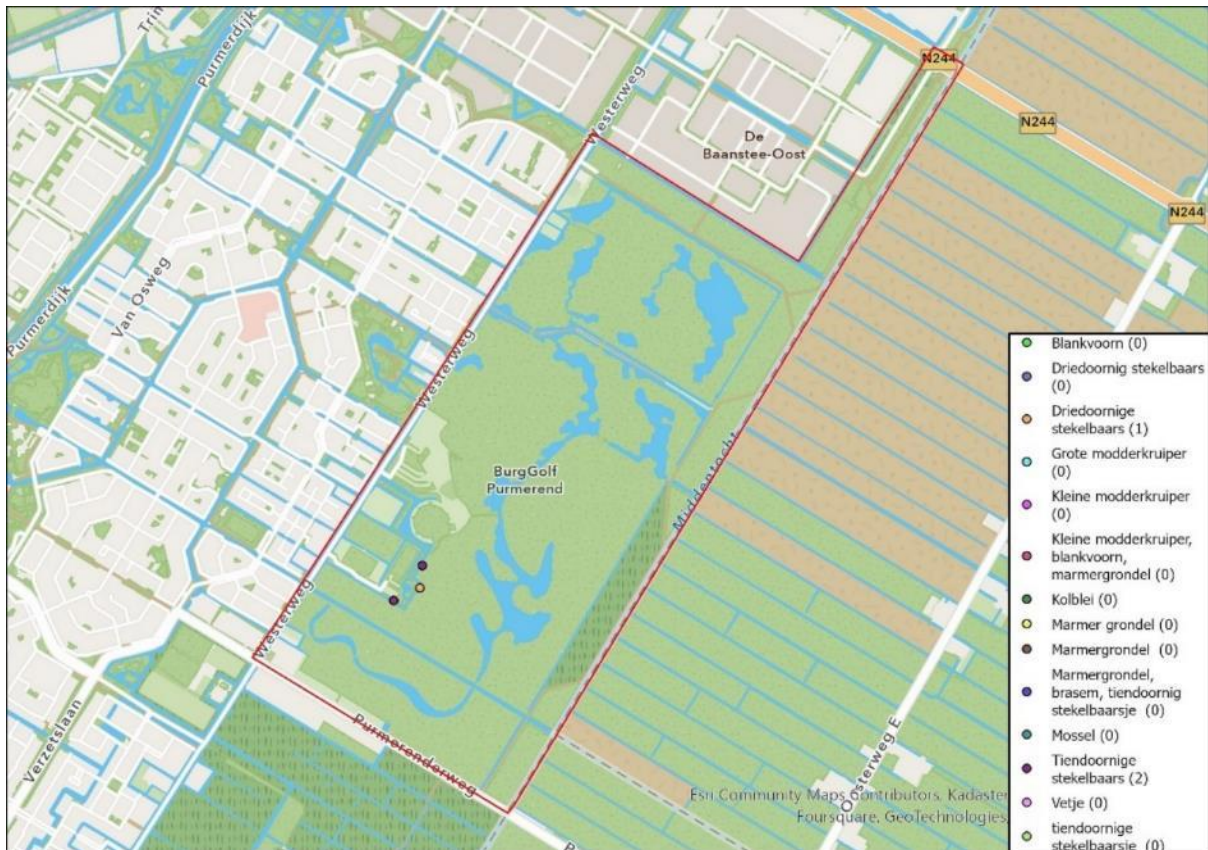 Trin
Purmerdijk
Westerweg
N244
N244
N244
De
Baanstee-Oost
Van Osweg
Purmerdijk
Westerweg
BurgGolf
Purmerend
Middentocht
Westerweg
Verzetslaan
Purmerenderweg
Oosterweg E
P
Esri Community Maps Contributors, Kadaster
Foursquare, GeoTechnologies,
Blankvoorn (0)
Driedoornig stekelbaars
(0)
Driedoornige
stekelbaars (1)
Grote modderkruiper
(0)
Kleine modderkruiper
(0)
Kleine modderkruiper,
blankvoorn,
marmergrondel (0)
Kolblei (0)
Marmer grondel (0)
Marmergrondel (0)
Marmergrondel,
brasem, tiendoornig
stekelbaarsje (0)
Mossel (0)
Tiendoornige
stekelbaars (2)
Vetje (0)
tiendoornige
stekelbaarsje (0)